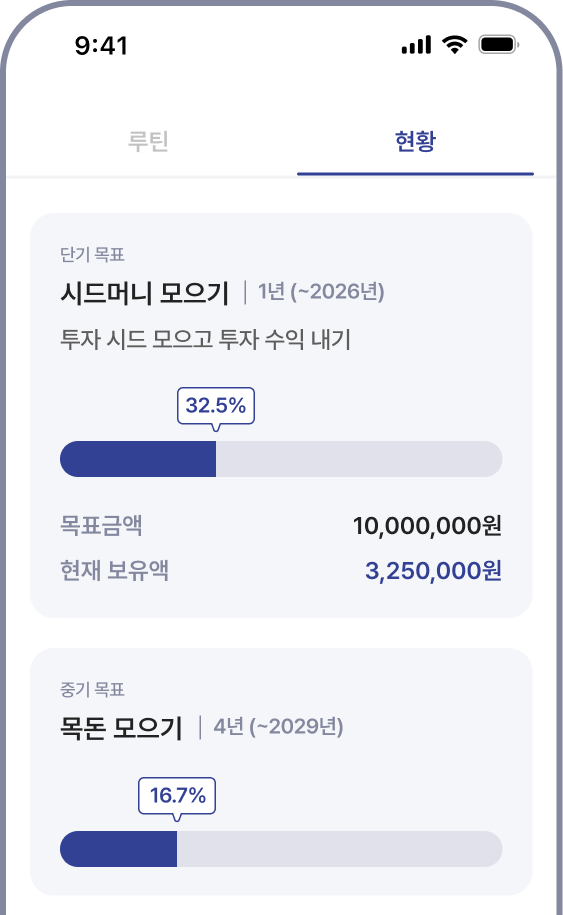 9:41
루틴 현황
단기 목표
시드머니 모으기 | 1년 (~2026년)
투자 시드 모으고 투자 수익 내기
32.5%
목표금액 10,000,000원
현재 보유액 3,250,000원
중기 목표
목돈 모으기 | 4년 (~2029년)
16.7%